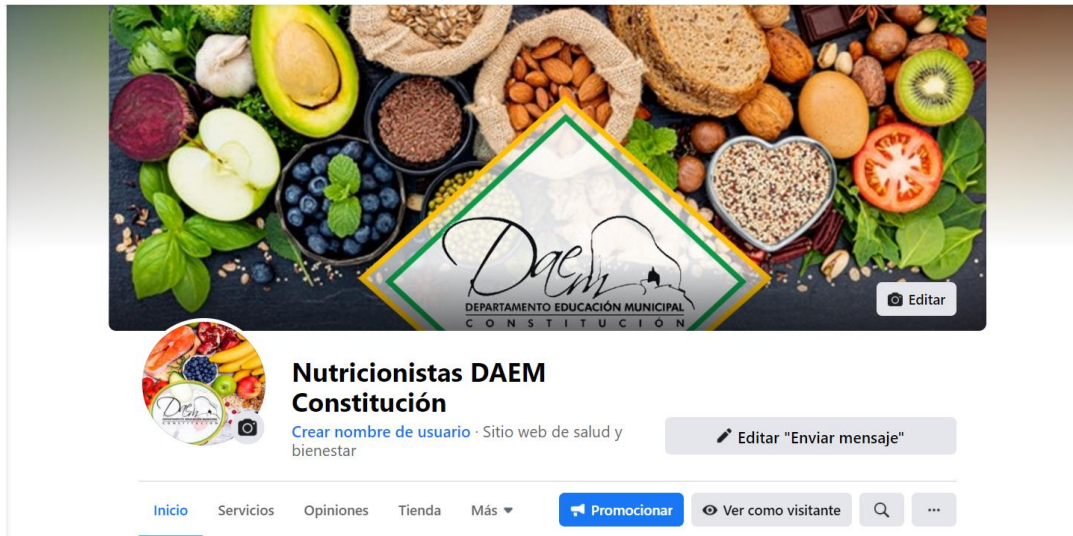 Daem
DEPARTAMENTO EDUCACIÓN MUNICIPAL
CONSTITUCIÓN
Editar
Daem
Nutricionistas DAEM
Constitución
Crear nombre de usuario · Sitio web de salud y
bienestar
Editar "Enviar mensaje"
Inicio Servicios Opiniones Tienda Más Promocionar Ver como visitante ...